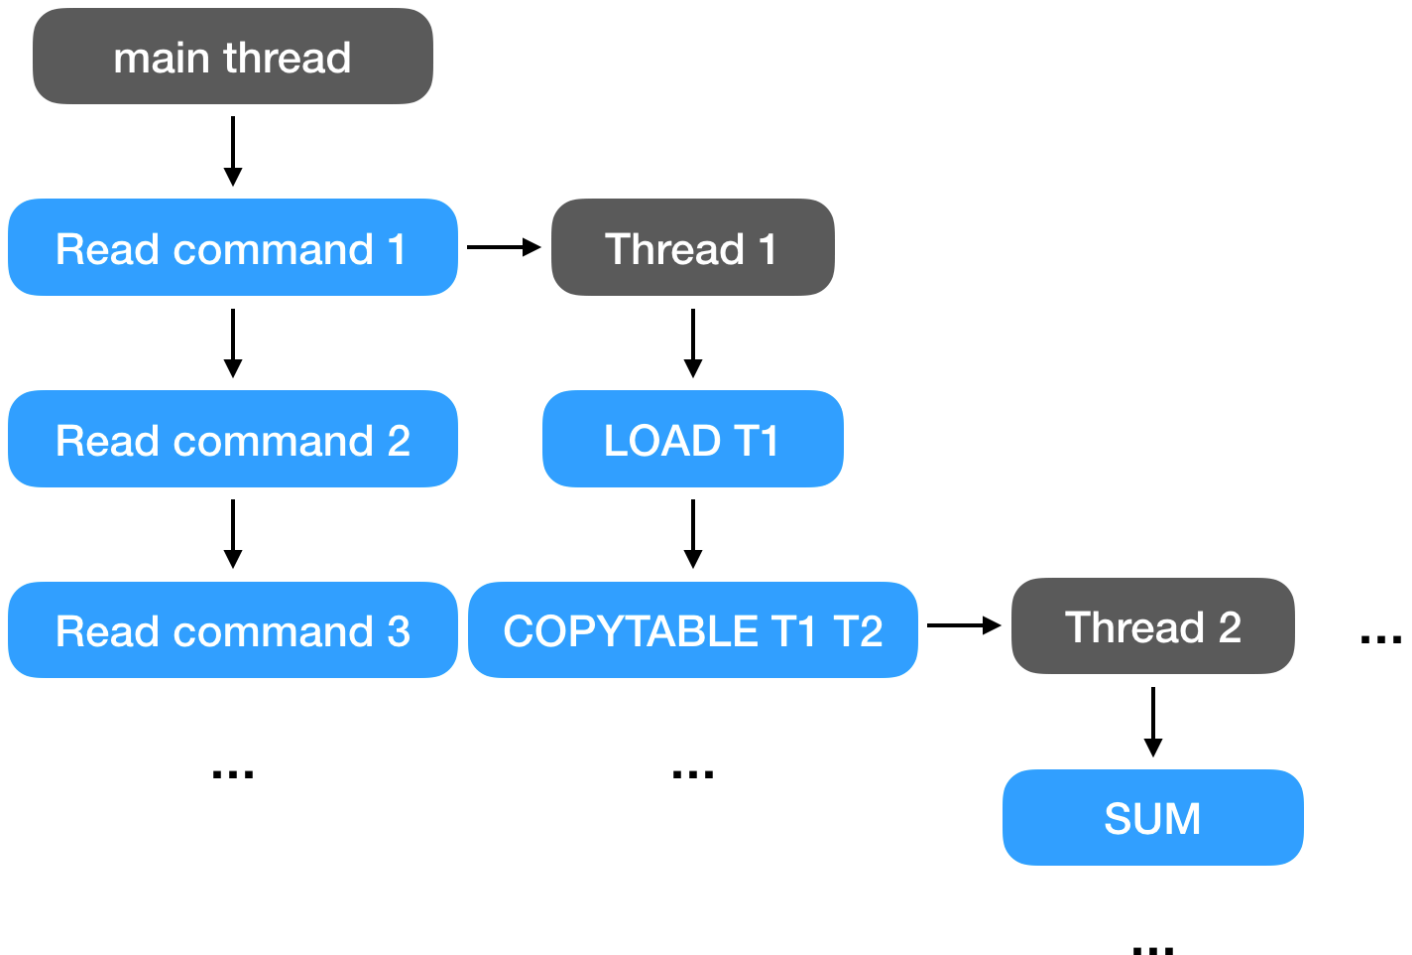 main thread
Read command 1
Thread 1
Read command 2
LOAD T1
Read command 3
COPYTABLE T1 T2
Thread 2
...
...
...
SUM
...